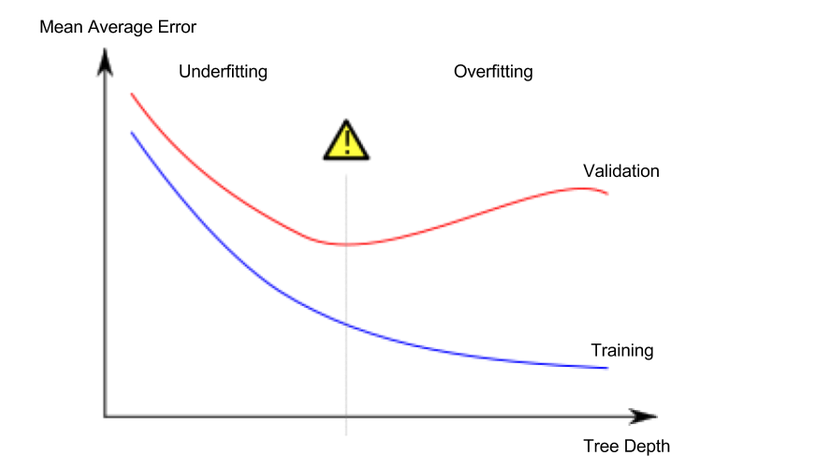 Mean Average Error
Underfitting
Overfitting
!
Validation
Training
Tree Depth